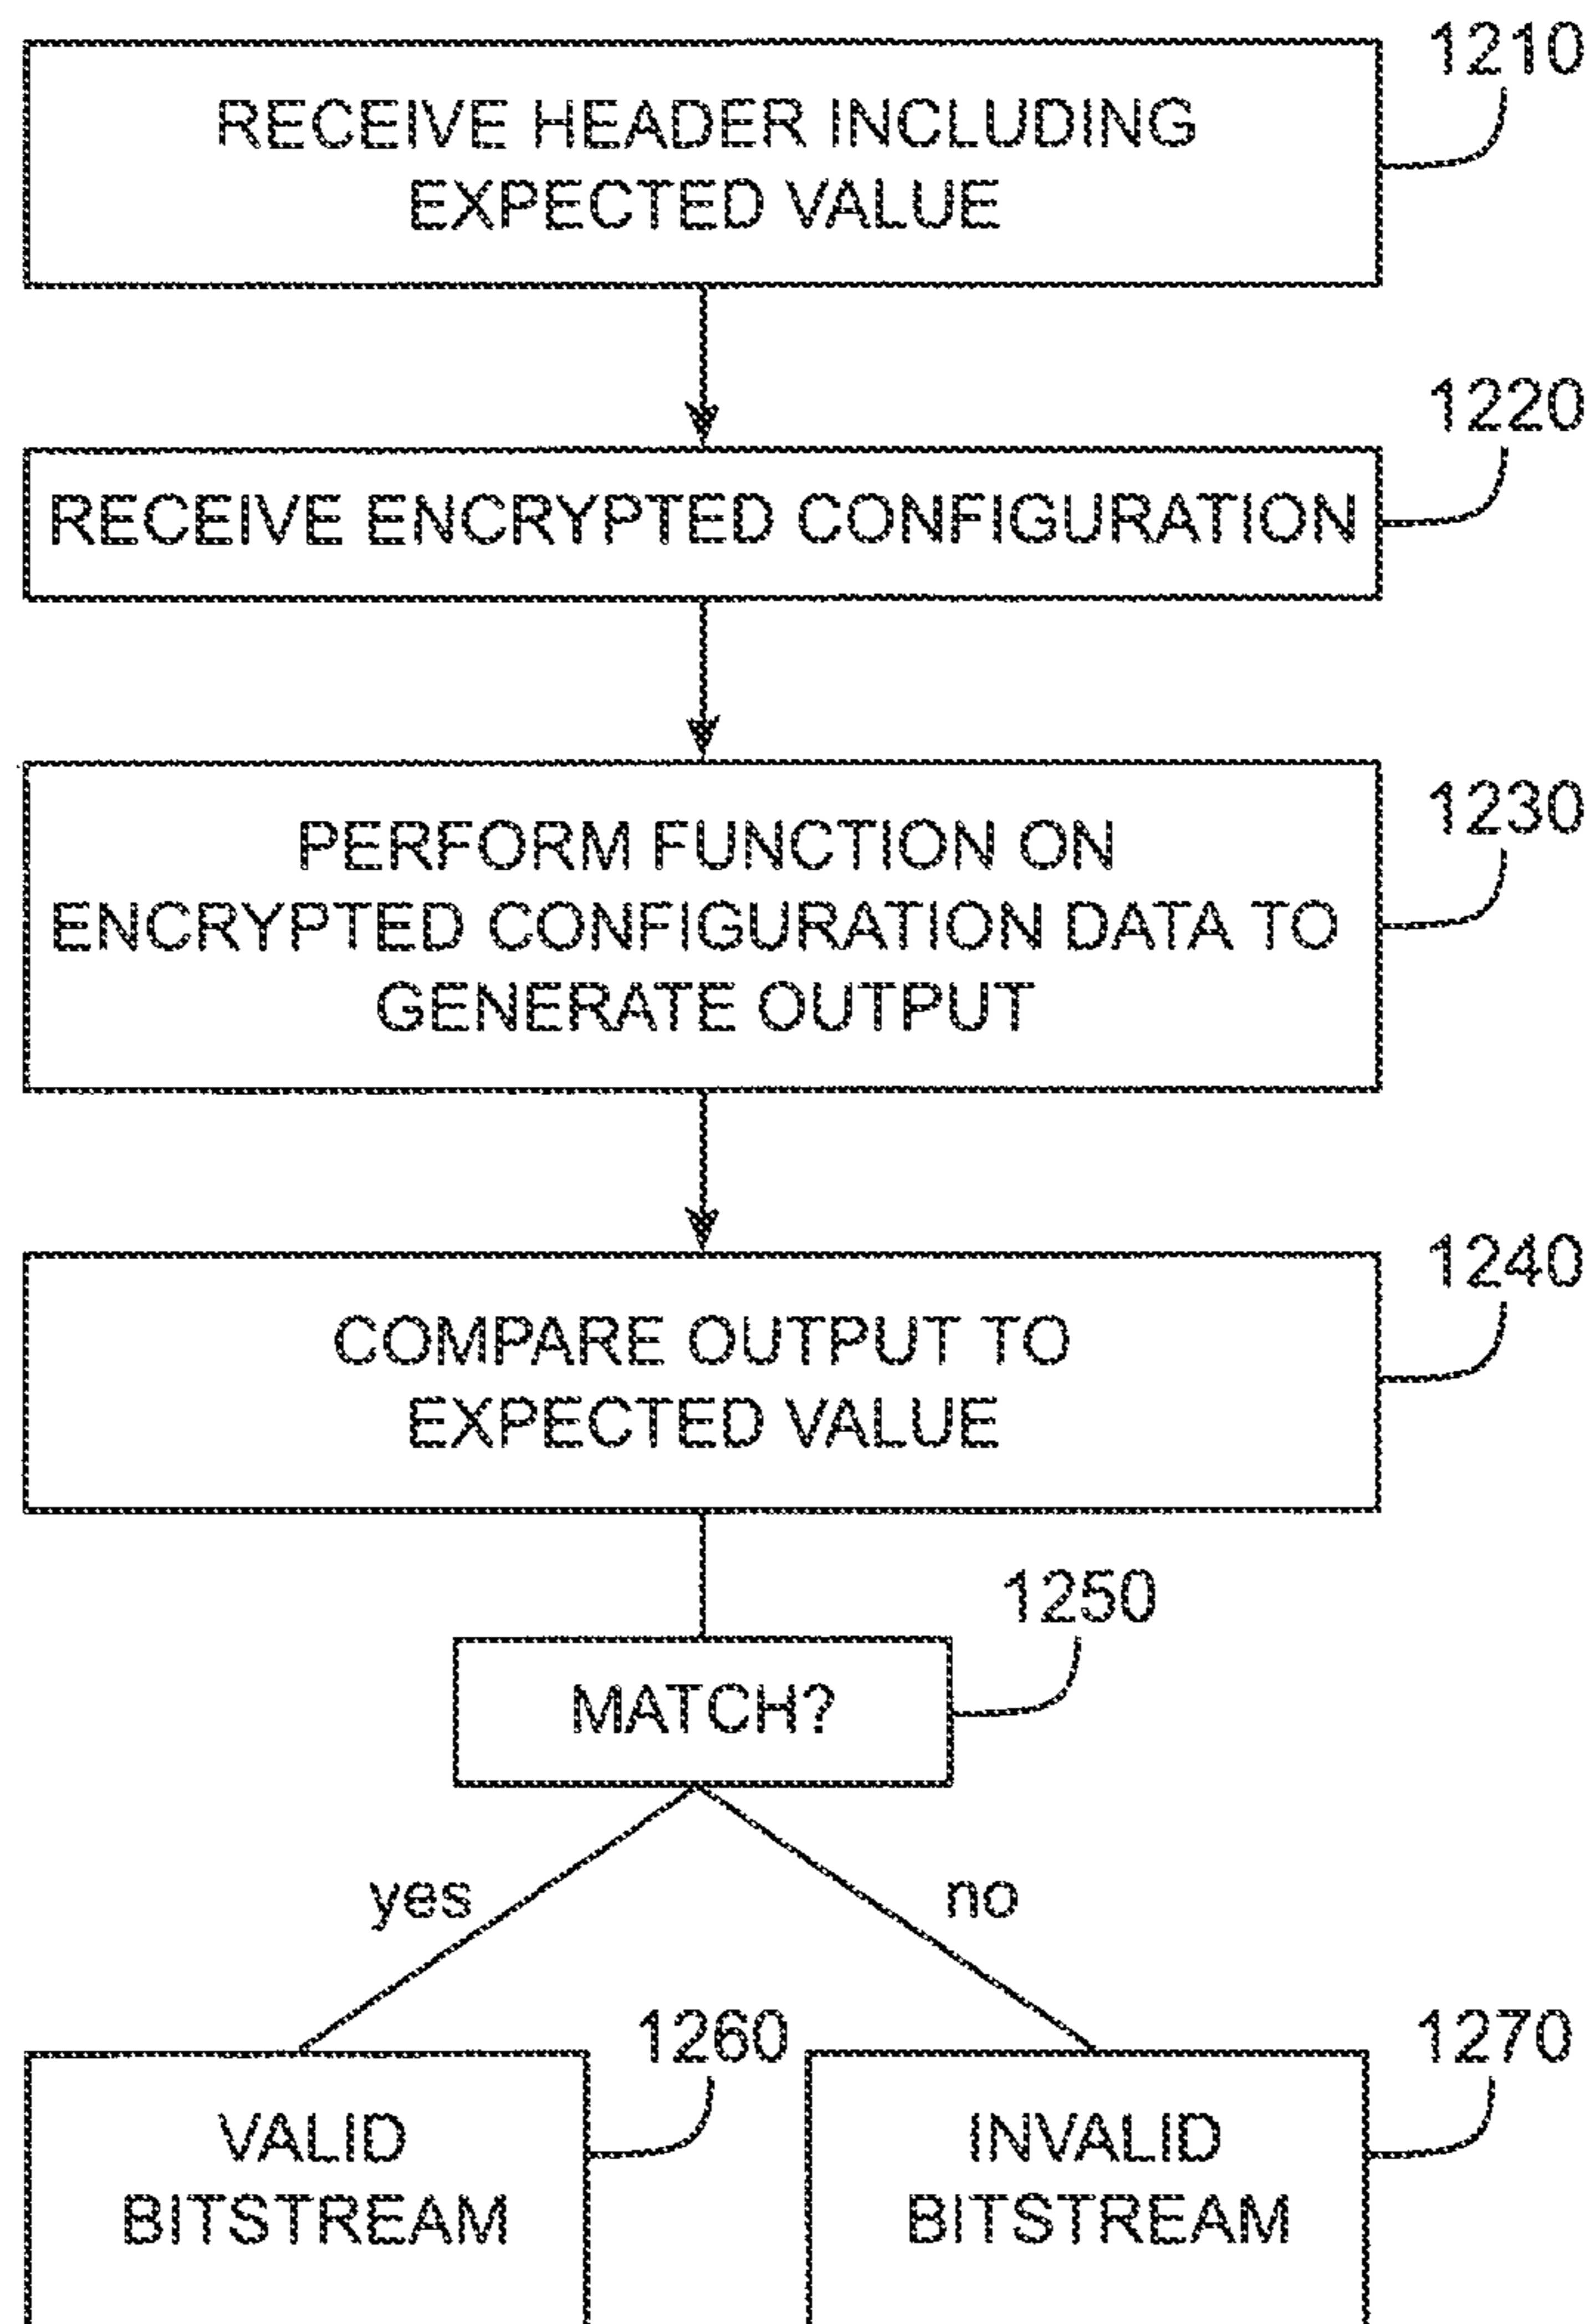 1210
RECEIVE HEADER INCLUDING
EXPECTED VALUE
1220
RECEIVE ENCRYPTED CONFIGURATION
1230
PERFORM FUNCTION ON
ENCRYPTED CONFIGURATION DATA TO
GENERATE OUTPUT
1240
COMPARE OUTPUT TO
EXPECTED VALUE
1250
MATCH?
yes
no
1260
1270
VALID
BITSTREAM
INVALID
BITSTREAM